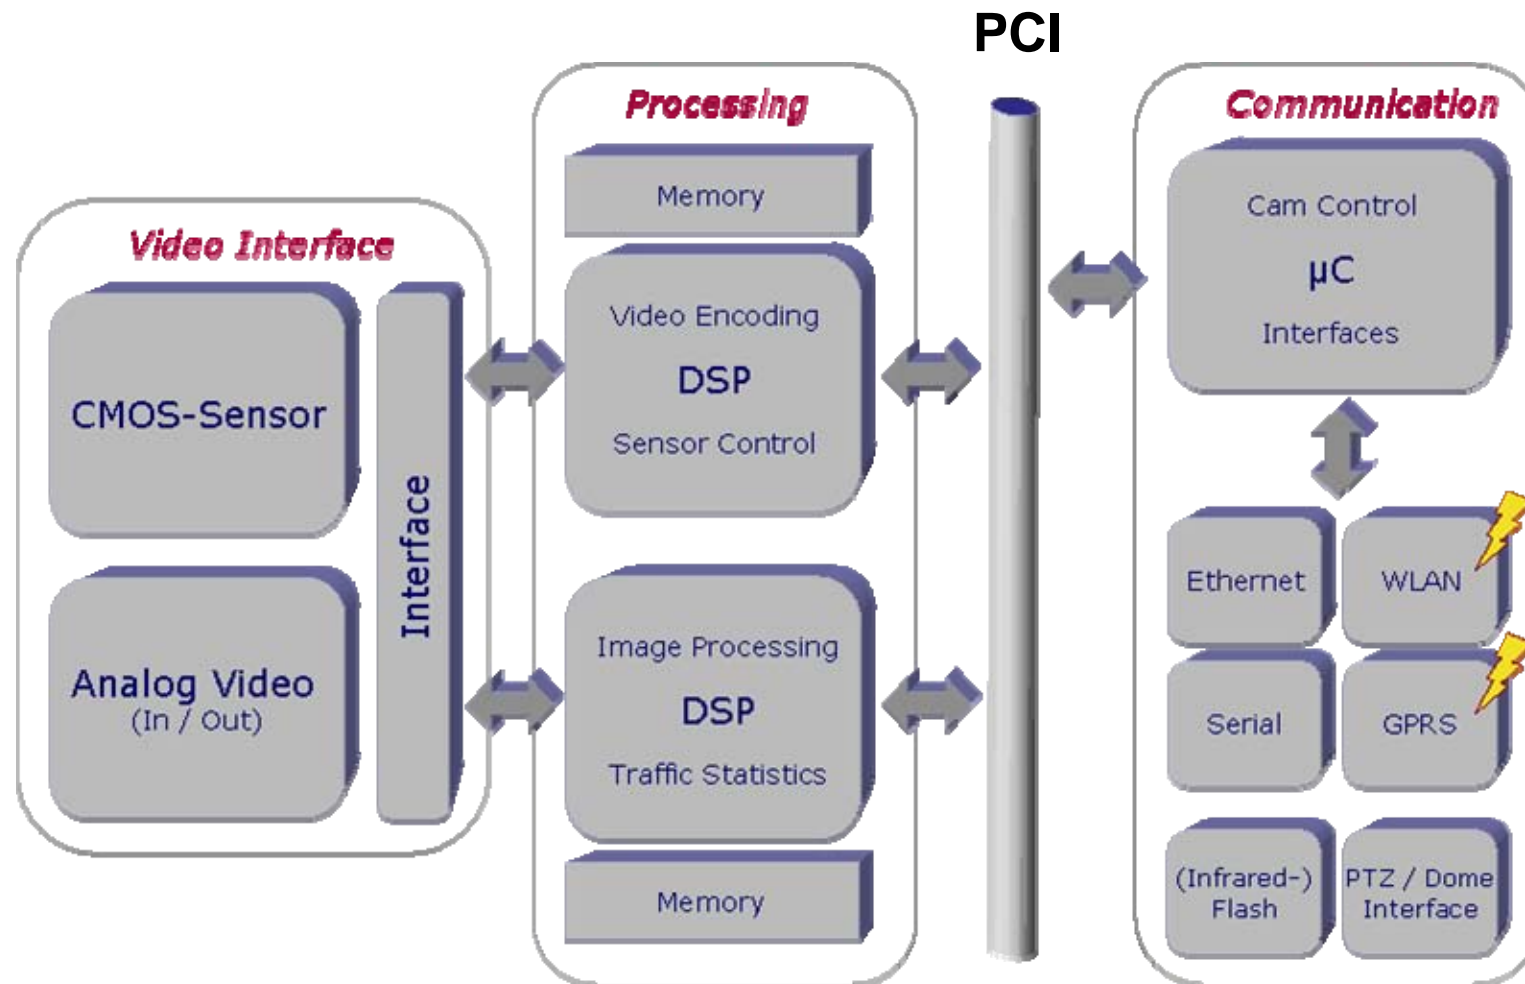 PCI
Video Interface
CMOS-Sensor
Analog Video
(In / Out)
Interface
Processing
Memory
Video Encoding
DSP
Sensor Control
Image Processing
DSP
Traffic Statistics
Memory
Communication
Cam Control
µC
Interfaces
Ethernet
WLAN
Serial
GPRS
(Infrared-)
Flash
PTZ / Dome
Interface